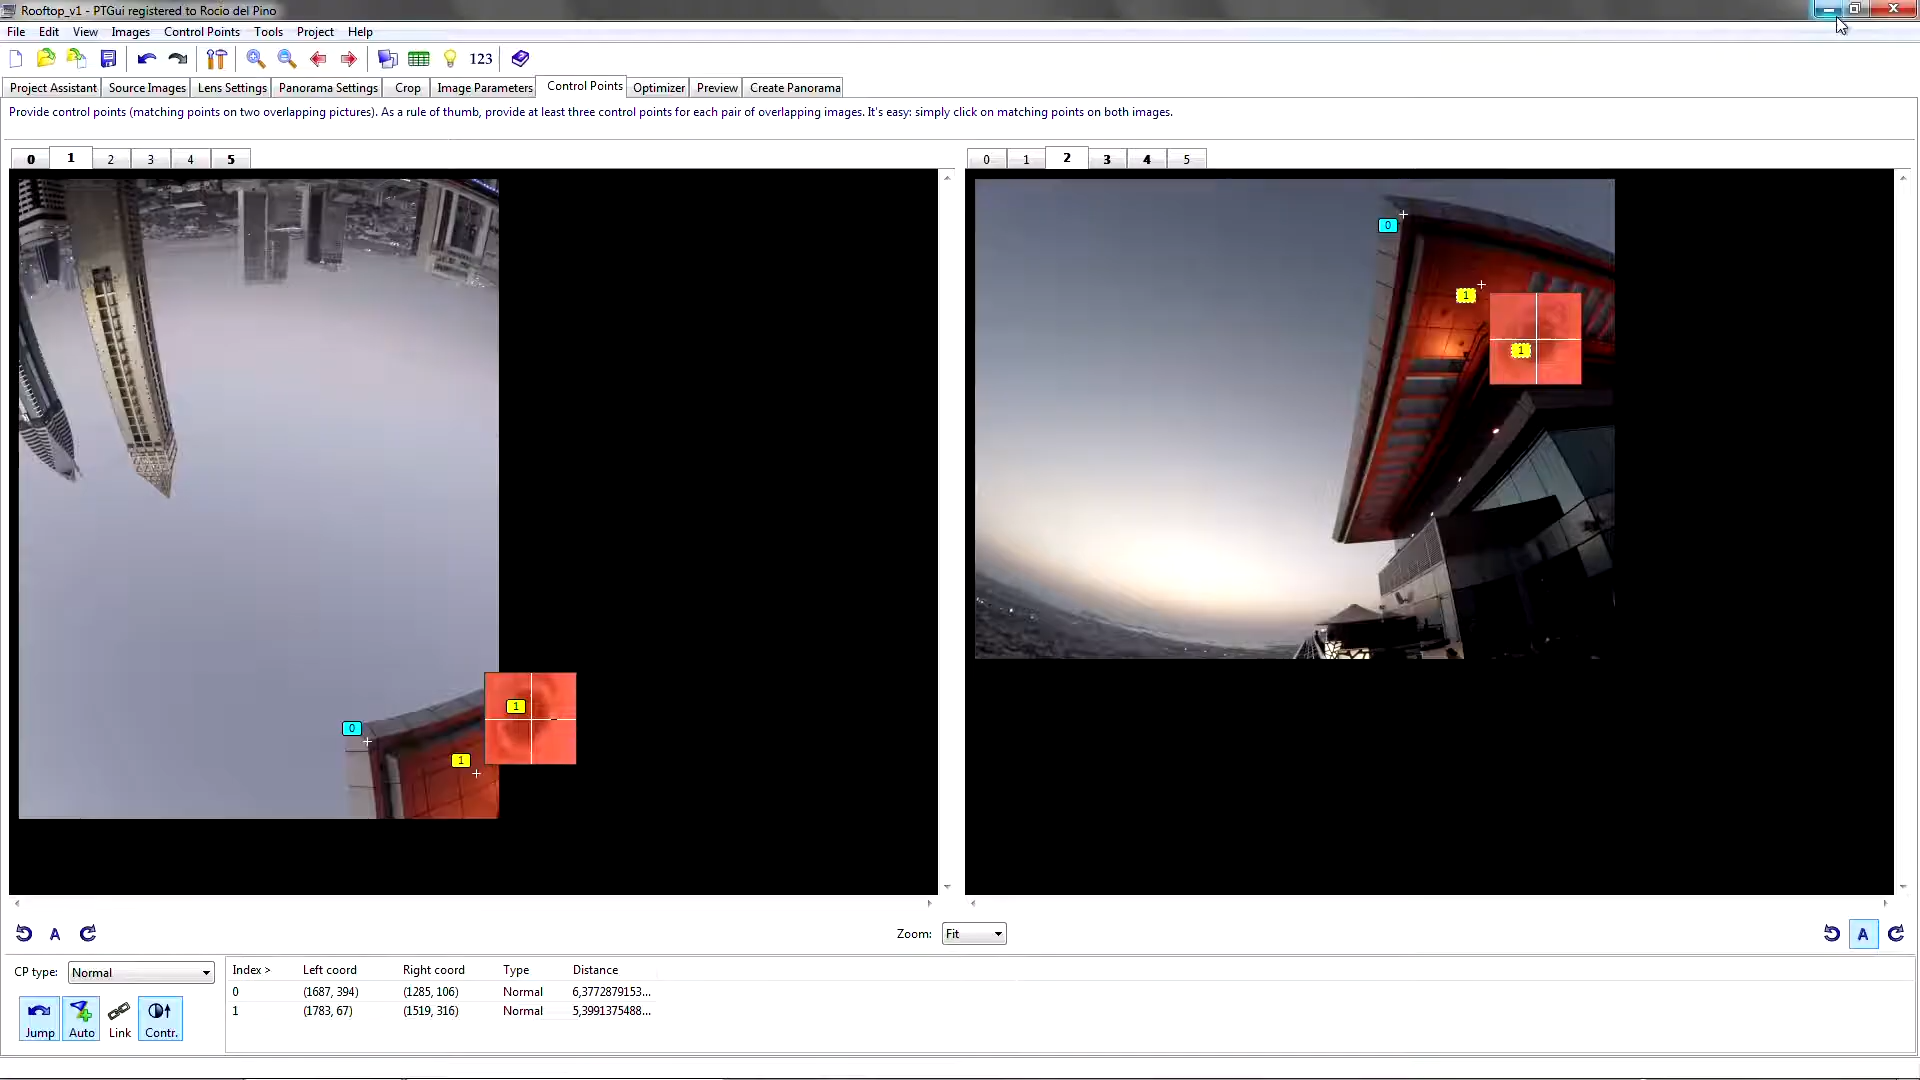 Rooftop_v1 - PTGui registered to Rocio del Pino
File Edit View Images Control Points Tools Project Help
123
Project Assistant Source Images Lens Settings Panorama Settings Crop Image Parameters Control Points Optimizer Preview Create Panorama
Provide control points (matching points on two overlapping pictures). As a rule of thumb, provide at least three control points for each pair of overlapping images. It's easy: simply click on matching points on both images.
0 1 2 3 4 5
0 1 2 3 4 5
0
1
1
0
1
1
A
Zoom: Fit
A
CP type: Normal
Jump Auto Link Contr.
Index > Left coord Right coord Type Distance
0 (1687, 394) (1285, 106) Normal 6,3772879153...
1 (1783, 67) (1519, 316) Normal 5,3991375488...